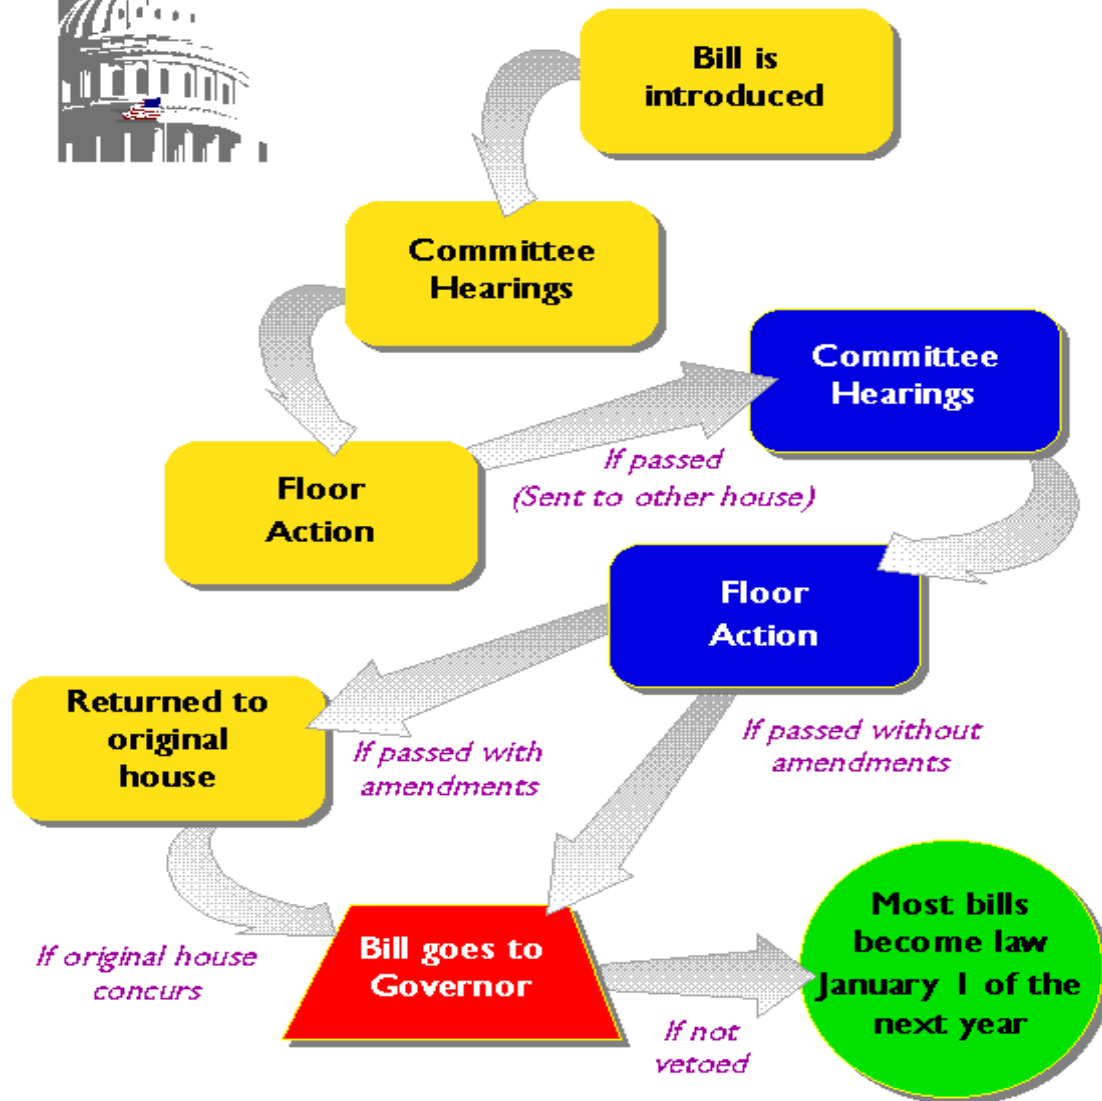 Bill is
introduced
Committee
Hearings
Committee
Hearings
If passed
(Sent to other house)
Floor
Action
Floor
Action
Returned to
original
house
If passed with
amendments
If passed without
amendments
If original house
concurs
Bill goes to
Governor
If not
vetoed
Most bills
become law
January 1 of the
next year